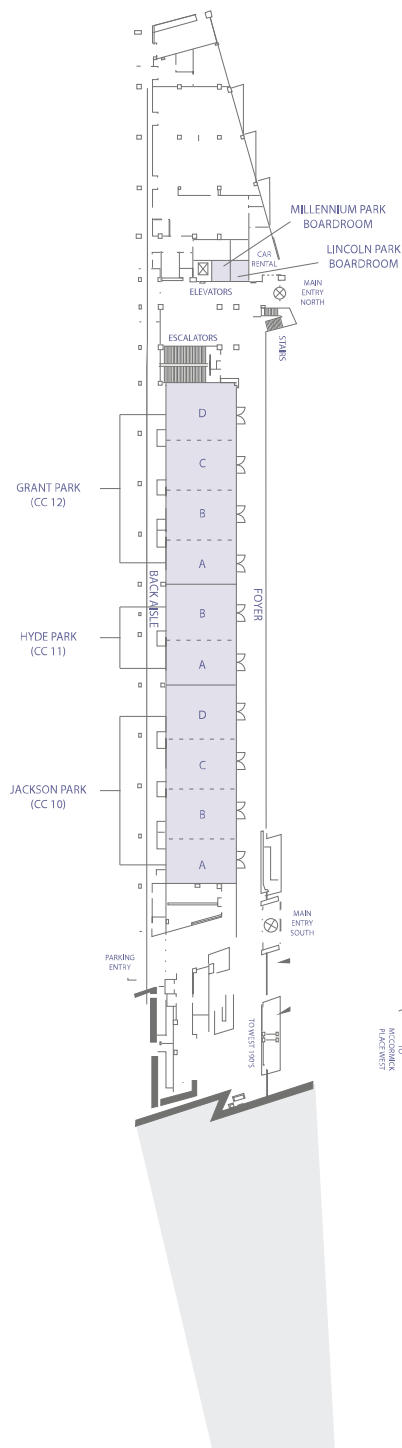 MILLENNIUM PARK
BOARDROOM
LINCOLN PARK
BOARDROOM
CAR
RENTAL
ELEVATORS
MAIN
ENTRY
NORTH
ESCALATORS
STAIRS
D
C
GRANT PARK
(CC 12)
B
A
BACK AISLE
FOYER
B
HYDE PARK
(CC 11)
A
D
C
JACKSON PARK
(CC 10)
B
A
MAIN
ENTRY
SOUTH
PARKING
ENTRY
TO WEST 190'S
TO
MCCORMICK
PLACE WEST